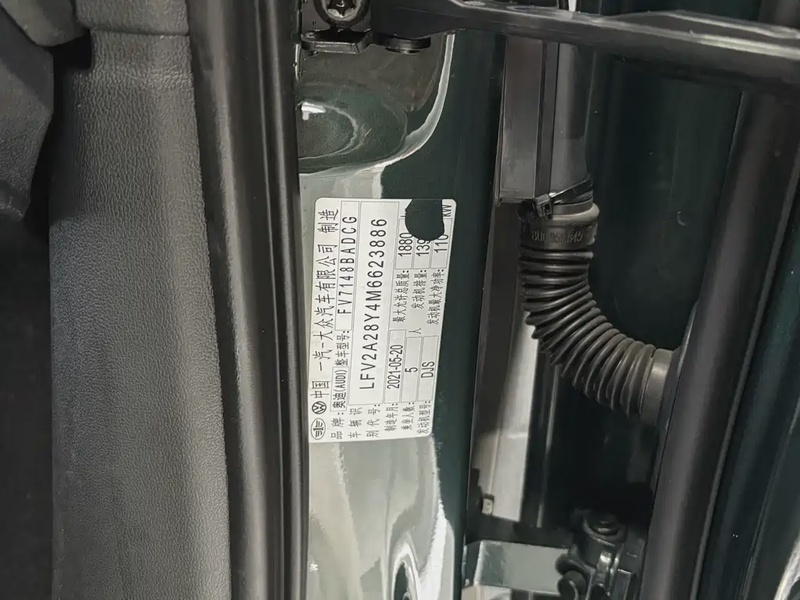 中国 一汽-大众汽车有限公司 制造
品牌: 奥迪(AUDI) 整车型号: FV7148BADCG
车辆识别代号: LFV2A28Y4M6623886
制造年月: 2021-05-20 最大允许总质量: 1880
乘坐人数: 5 人 发动机排量: 139
发动机型号: DJS 发动机最大净功率: 110 kW